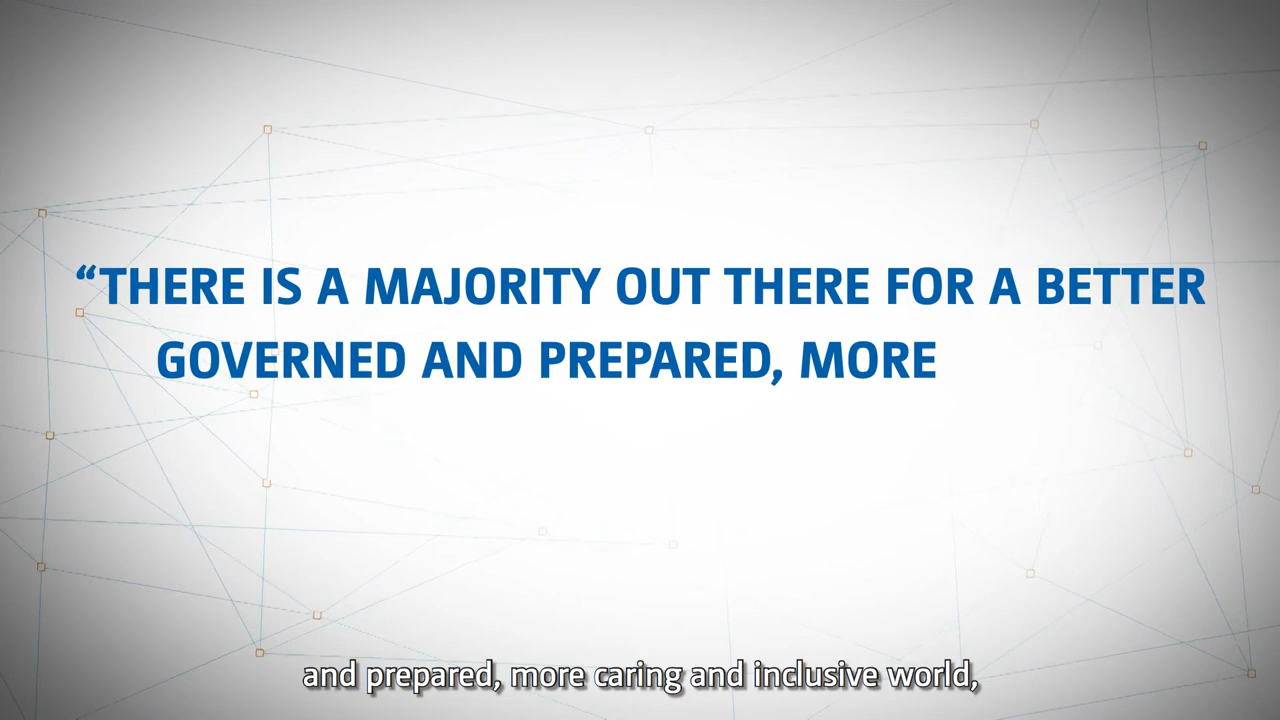 “THERE IS A MAJORITY OUT THERE FOR A BETTER
GOVERNED AND PREPARED, MORE
and prepared, more caring and inclusive world,